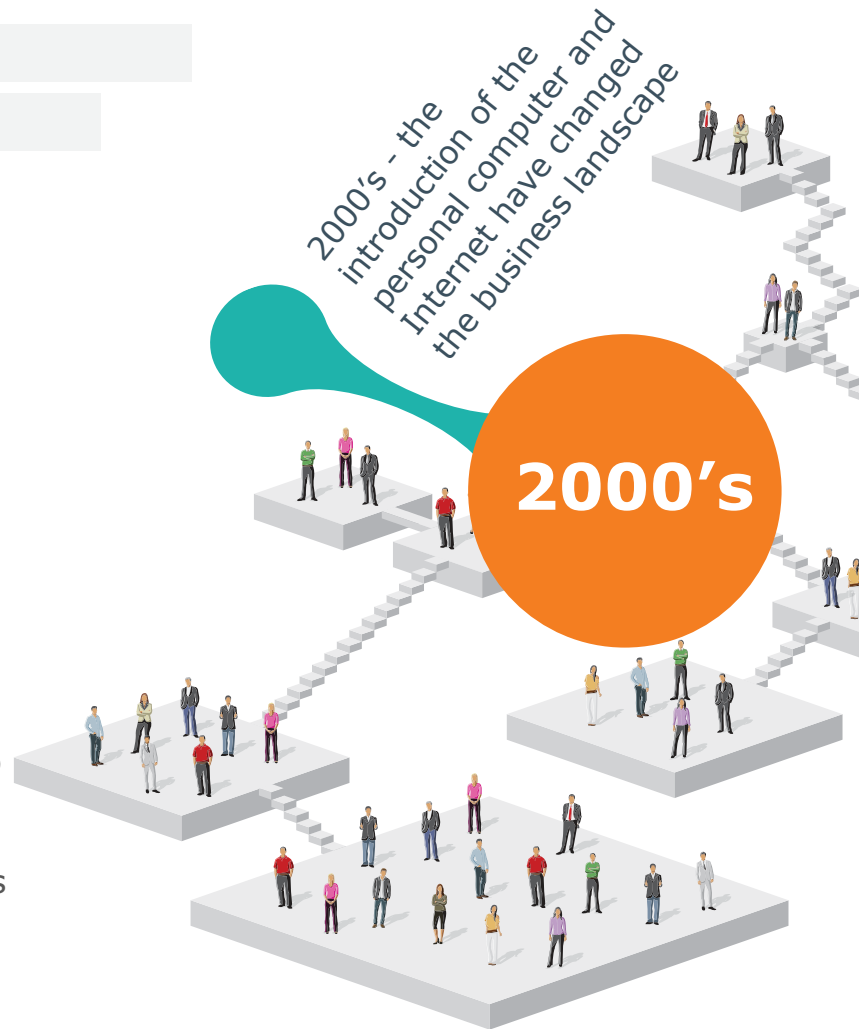 2000’s - the
introduction of the
personal computer and
Internet have changed
the business landscape
2000’s